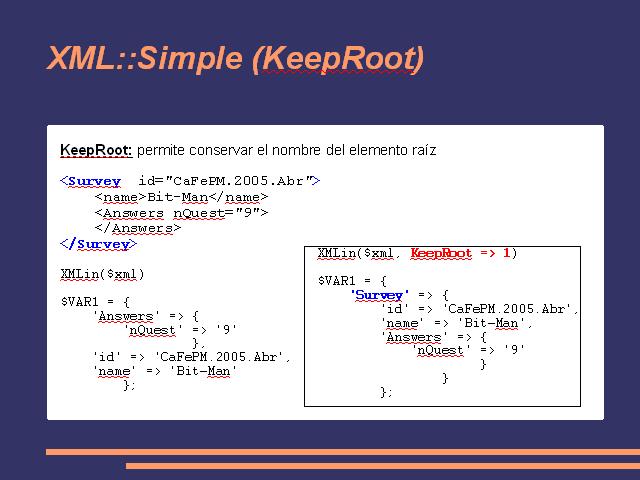 XML::Simple (KeepRoot)
KeepRoot: permite conservar el nombre del elemento raíz
<Survey id="CaFePM.2005.Abr">
<name>Bit-Man</name>
<Answers nQuest="9">
</Answers>
</Survey>
XMLin($xml)
$VAR1 = {
'Answers' => {
'nQuest' => '9'
},
'id' => 'CaFePM.2005.Abr',
'name' => 'Bit-Man'
};
XMLin($xml, KeepRoot => 1)
$VAR1 = {
'Survey' => {
'id' => 'CaFePM.2005.Abr',
'name' => 'Bit-Man',
'Answers' => {
'nQuest' => '9'
}
}
};